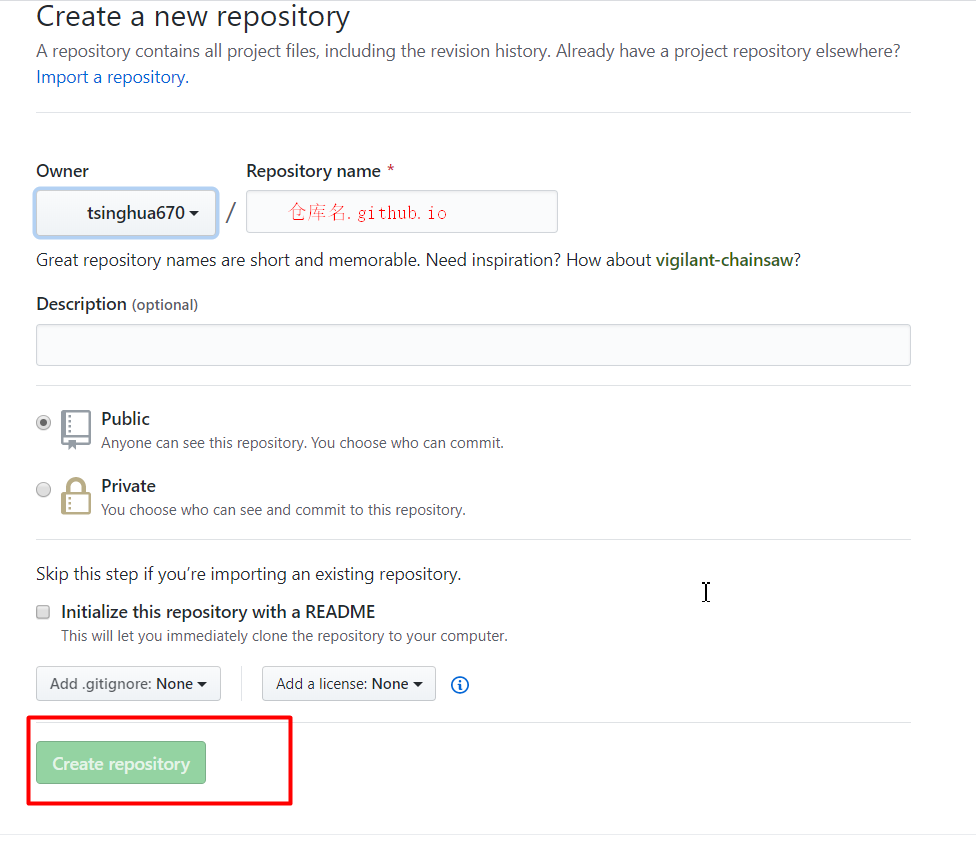 Create a new repository
A repository contains all project files, including the revision history. Already have a project repository elsewhere?
Import a repository.
Owner
Repository name *
tsinghua670
/
仓库名.github.io
Great repository names are short and memorable. Need inspiration? How about vigilant-chainsaw?
Description (optional)
Public
Anyone can see this repository. You choose who can commit.
Private
You choose who can see and commit to this repository.
Skip this step if you’re importing an existing repository.
Initialize this repository with a README
This will let you immediately clone the repository to your computer.
Add .gitignore: None
Add a license: None
Create repository